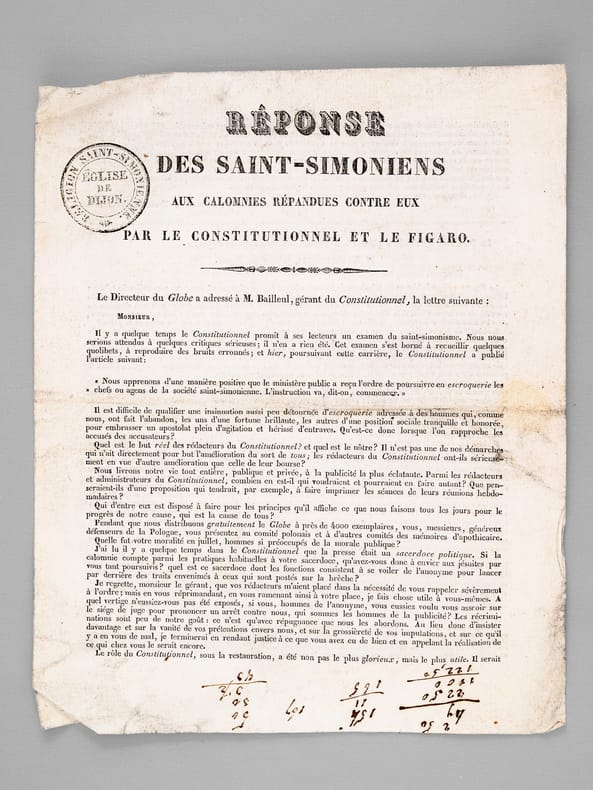 RÉPONSE
DES SAINT-SIMONIENS
AUX CALOMNIES RÉPANDUES CONTRE EUX
PAR LE CONSTITUTIONNEL ET LE FIGARO.
RELIGION SAINT-SIMONIENNE.
ÉGLISE
DE
DIJON.
Le Directeur du Globe a adressé à M. Bailleul, gérant du Constitutionnel, la lettre suivante :
MONSIEUR,
Il y a quelque temps le Constitutionnel promit à ses lecteurs un examen du saint-simonisme. Nous nous
serions attendus à quelques critiques sérieuses ; il n'en a rien été. Cet examen s'est borné à recueillir quelques
quolibets, à reproduire des bruits erronnés ; et hier, poursuivant cette carrière, le Constitutionnel a publié
l'article suivant:
« Nous apprenons d'une manière positive que le ministère public a reçu l'ordre de poursuivre en escroquerie les
« chefs ou agens de la société saint-simonienne. L'instruction va, dit-on, commencer. »
Il est difficile de qualifier une insinuation aussi peu détournée d'escroquerie adressée à des hommes qui, comme
nous, ont fait l'abandon, les uns d'une fortune brillante, les autres d'une position sociale tranquille et honorée,
pour embrasser un apostolat plein d'agitation et hérissé d'entraves. Qu'est-ce donc lorsque l'on rapproche les
accusés des accusateurs?
Quel est le but réel des rédacteurs du Constitutionnel? et quel est le nôtre? Il n'est pas une de nos démarches
qui n'ait directement pour but l'amélioration du sort de tous; les rédacteurs du Constitutionnel ont-ils sérieuse-
ment en vue d'autre amélioration que celle de leur bourse?
Nous livrons notre vie tout entière, publique et privée, à la publicité la plus éclatante. Parmi les rédacteurs
et administrateurs du Constitutionnel, combien en est-il qui voudraient et pourraient en faire autant? Que pen-
seraient-ils d'une proposition qui tendrait, par exemple, à faire imprimer les séances de leurs réunions hebdo-
madaires?
Qui d'entre eux est disposé à faire pour les principes qu'il affiche ce que nous faisons tous les jours pour le
progrès de notre cause, qui est la cause de tous?
Pendant que nous distribuons gratuitement le Globe à près de 4000 exemplaires, vous, messieurs, généreux
défenseurs de la Pologne, vous présentez au comité polonais et à d'autres comités des mémoires d'apothicaire.
Quelle fut votre moralité en juillet, hommes si préoccupés de la morale publique?
J'ai lu il y a quelque temps dans le Constitutionnel que la presse était un sacerdoce politique. Si la
calomnie compte parmi les pratiques habituelles à votre sacerdoce, qu'avez-vous donc à envier aux jésuites par
vous tant poursuivis? quel est ce sacerdoce dont les fonctions consistent à se voiler de l'anonyme pour lancer
par derrière des traits envenimés à ceux qui sont postés sur la brèche?
Je regrette, monsieur le gérant, que vos rédacteurs m'aient placé dans la nécessité de vous rappeler sévèrement
à l'ordre; mais en vous réprimandant, en vous ramenant ainsi à votre place, je fais chose utile à vous-mêmes. A
quel vertige n'eussiez-vous pas été exposés, si vous, hommes de l'anonyme, vous eussiez voulu vous asseoir sur
le siége de juge pour prononcer un arrêt contre nous, qui sommes les hommes de la publicité! Les récrimi-
nations sont peu de notre goût: ce n'est qu'avec répugnance que nous les abordons. Au lieu donc d'insister
davantage et sur la vanité de vos prétentions envers nous, et sur la grossièreté de vos imputations, et sur ce qu'il
y a en vous de mal, je terminerai en rendant justice à ce que vous avez eu de bien et en appelant la réalisation de
ce qui chez vous le serait encore.
Le rôle du Constitutionnel, sous la restauration, a été non pas le plus glorieux, mais le plus utile. Il serait